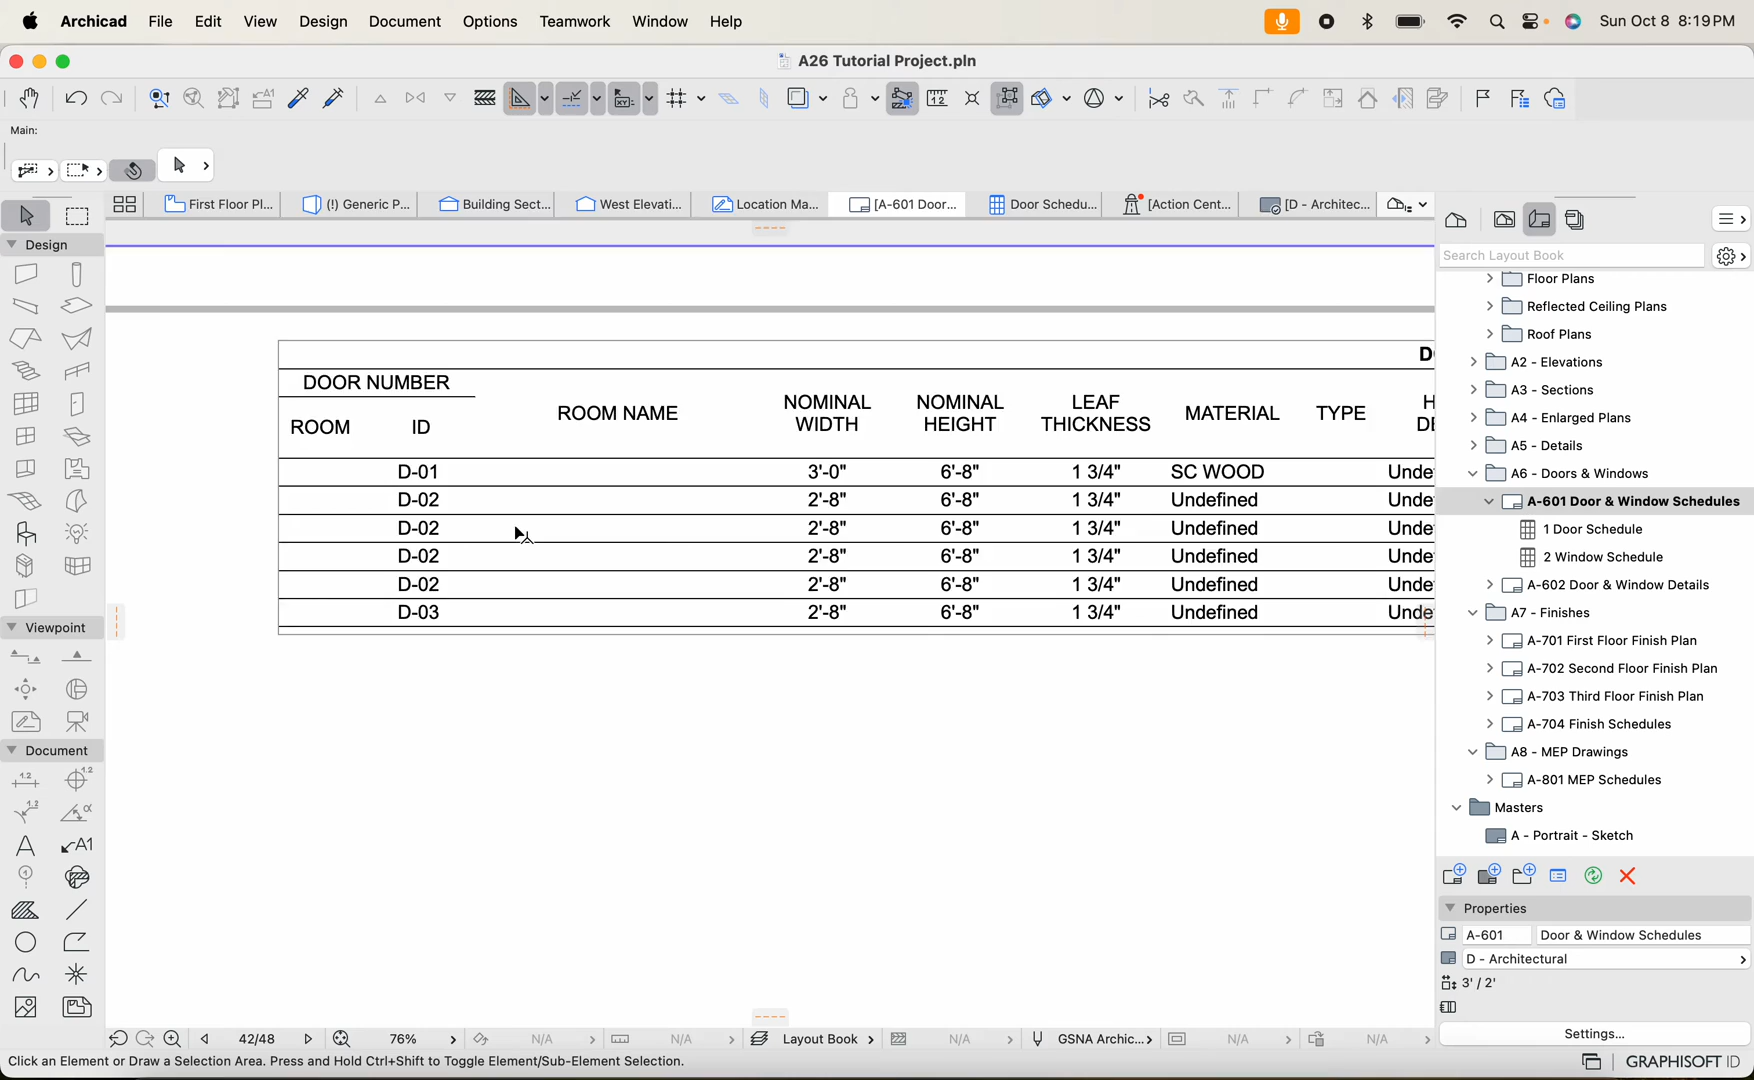 Archicad File Edit View Design Document Options Teamwork Window Help Sun Oct 8 8:19 PM
A26 Tutorial Project.pln
Main:
First Floor Pl... (!) Generic P... Building Sect... West Elevati... Location Ma... [A-601 Door... Door Schedu... [Action Cent... [D - Architec...
Design
Viewpoint
Document
DOOR NUMBER
ROOM ID ROOM NAME NOMINAL WIDTH NOMINAL HEIGHT LEAF THICKNESS MATERIAL TYPE
D-01 3'-0" 6'-8" 1 3/4" SC WOOD Unde
D-02 2'-8" 6'-8" 1 3/4" Undefined Unde
D-02 2'-8" 6'-8" 1 3/4" Undefined Unde
D-02 2'-8" 6'-8" 1 3/4" Undefined Unde
D-02 2'-8" 6'-8" 1 3/4" Undefined Unde
D-03 2'-8" 6'-8" 1 3/4" Undefined Unde
Search Layout Book
Floor Plans
Reflected Ceiling Plans
Roof Plans
A2 - Elevations
A3 - Sections
A4 - Enlarged Plans
A5 - Details
A6 - Doors & Windows
A-601 Door & Window Schedules
1 Door Schedule
2 Window Schedule
A-602 Door & Window Details
A7 - Finishes
A-701 First Floor Finish Plan
A-702 Second Floor Finish Plan
A-703 Third Floor Finish Plan
A-704 Finish Schedules
A8 - MEP Drawings
A-801 MEP Schedules
Masters
A - Portrait - Sketch
Properties
A-601 Door & Window Schedules
D - Architectural
3' / 2'
Settings...
42/48 76% N/A N/A Layout Book N/A GSNA Archic... N/A N/A
Click an Element or Draw a Selection Area. Press and Hold Ctrl+Shift to Toggle Element/Sub-Element Selection.
GRAPHISOFT ID